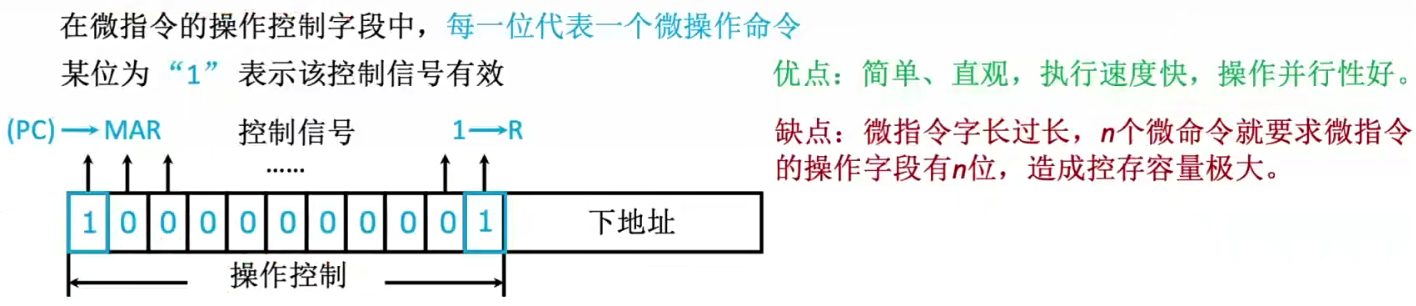 在微指令的操作控制字段中，每一位代表一个微操作命令
某位为“1”表示该控制信号有效
优点：简单、直观，执行速度快，操作并行性好。
(PC)→MAR 控制信号 1→R
缺点：微指令字长过长，n个微命令就要求微指令
的操作字段有n位，造成控存容量极大。
……
1 0 0 0 0 0 0 0 0 0 1 下地址
操作控制